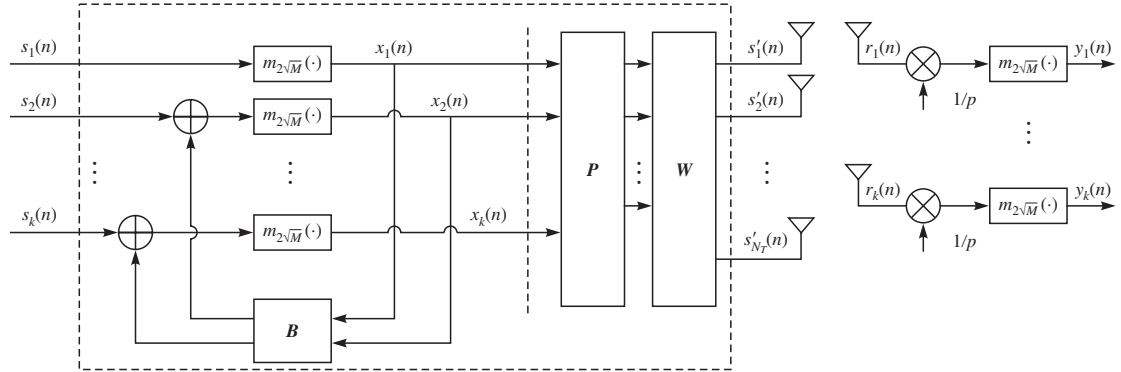 s₁(n)
m₂√M̅(·)
x₁(n)
s₂(n)
m₂√M̅(·)
x₂(n)
⋮
⋮
sₖ(n)
m₂√M̅(·)
xₖ(n)
B
P
⋮
W
s′₁(n)
s′₂(n)
⋮
s′_{N_T}(n)
r₁(n)
1/p
m₂√M̅(·)
y₁(n)
⋮
rₖ(n)
1/p
m₂√M̅(·)
yₖ(n)